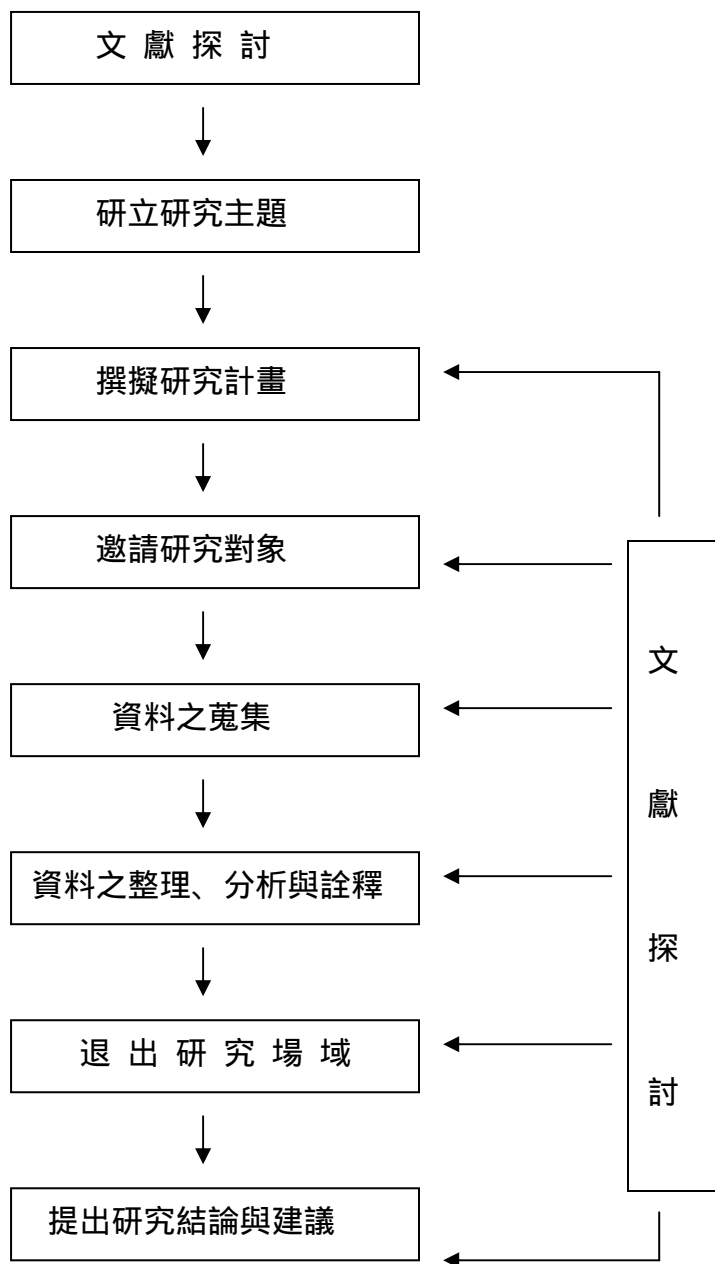 文 獻 探 討
研立研究主題
撰擬研究計畫
邀請研究對象
資料之蒐集
資料之整理、分析與詮釋
退 出 研 究 場 域
提出研究結論與建議
文
獻
探
討